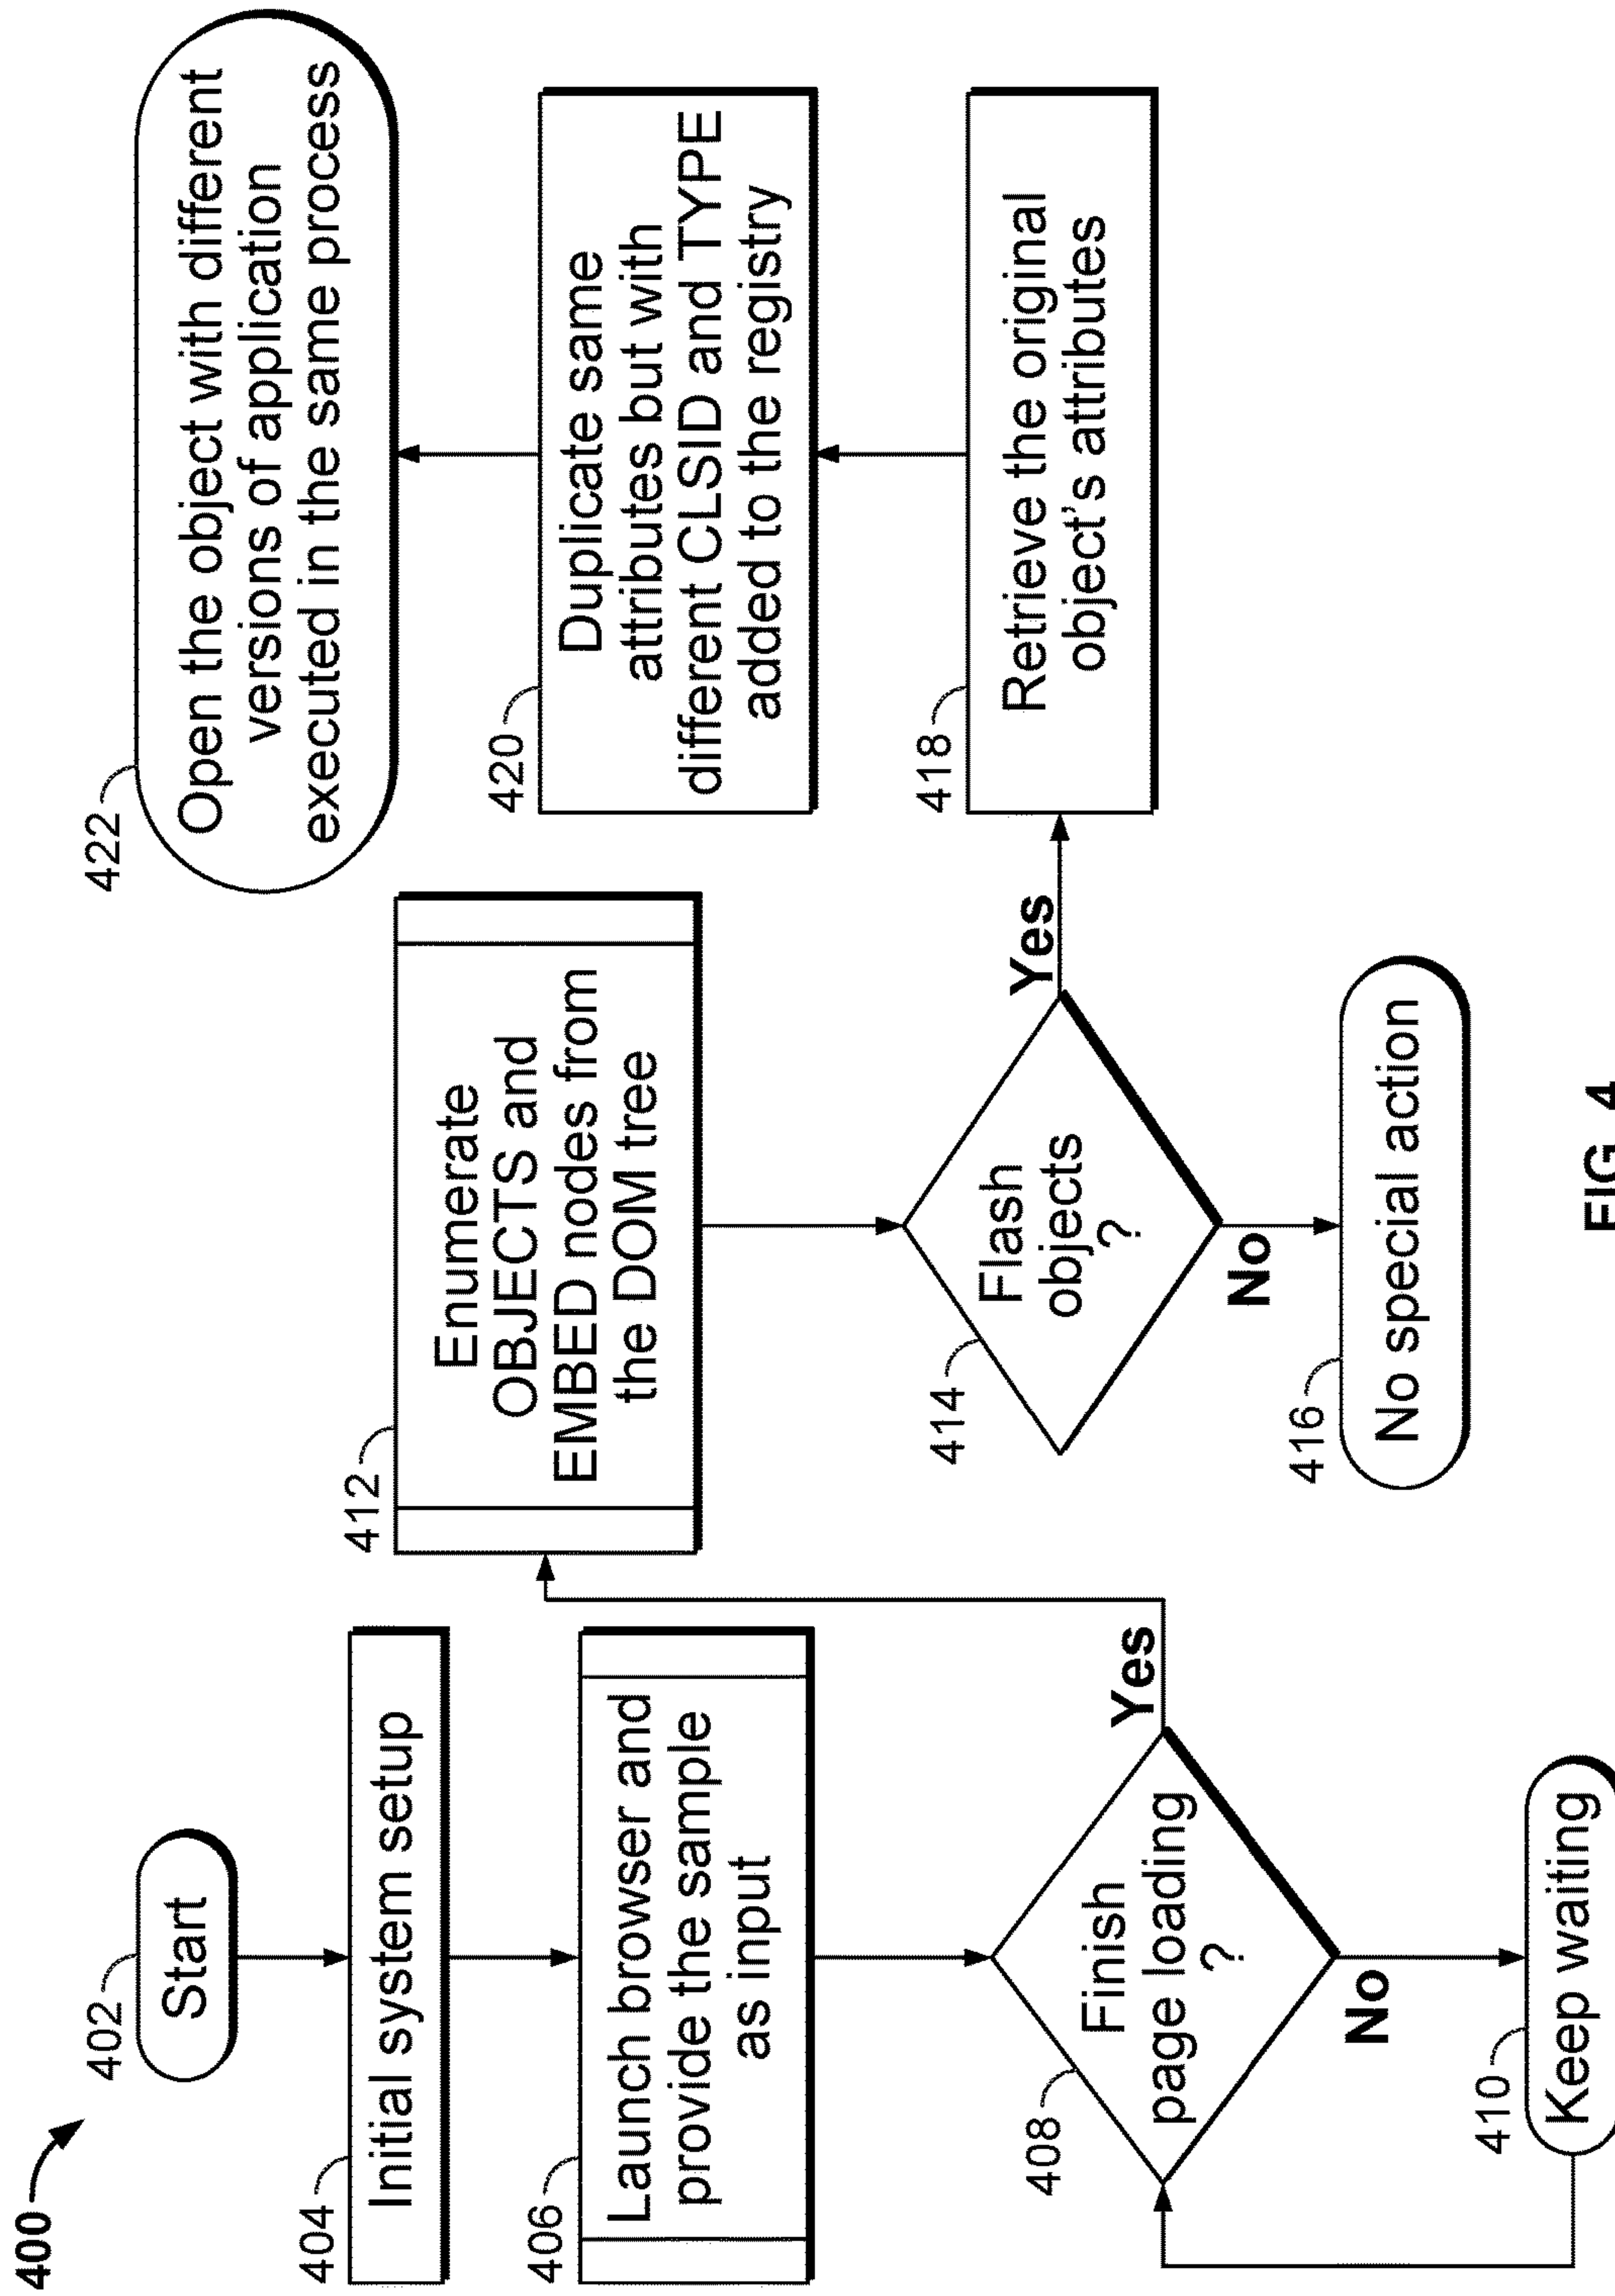 400
402
Start
404
Initial system setup
406
Launch browser and
provide the sample
as input
408
Finish
page loading
?
Yes
No
410
Keep waiting
412
Enumerate
OBJECTS and
EMBED nodes from
the DOM tree
414
Flash
objects
?
Yes
No
416
No special action
418
Retrieve the original
object's attributes
420
Duplicate same
attributes but with
different CLSID and TYPE
added to the registry
422
Open the object with different
versions of application
executed in the same process
FIG. 4